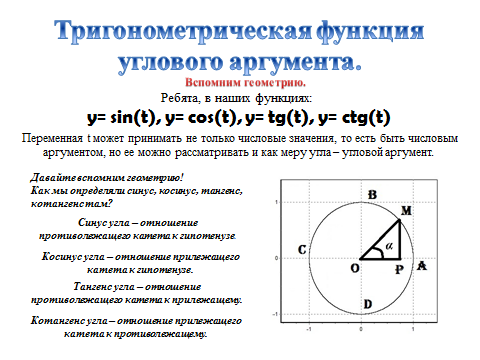 Тригонометрическая функция
углового аргумента.
Вспомним геометрию.
Ребята, в наших функциях:
y= sin(t), y= cos(t), y= tg(t), y= ctg(t)
Переменная t может принимать не только числовые значения, то есть быть числовым
аргументом, но ее можно рассматривать и как меру угла – угловой аргумент.
Давайте вспомним геометрию!
Как мы определяли синус, косинус, тангенс,
котангенс там?
Синус угла – отношение
противолежащего катета к гипотенузе.
Косинус угла – отношение прилежащего
катета к гипотенузе.
Тангенс угла – отношение
противолежащего катета к прилежащему.
Котангенс угла – отношение прилежащего
катета к противолежащему.
B
1
M
C
α
0
O
P
A
D
-1
-1
0
1